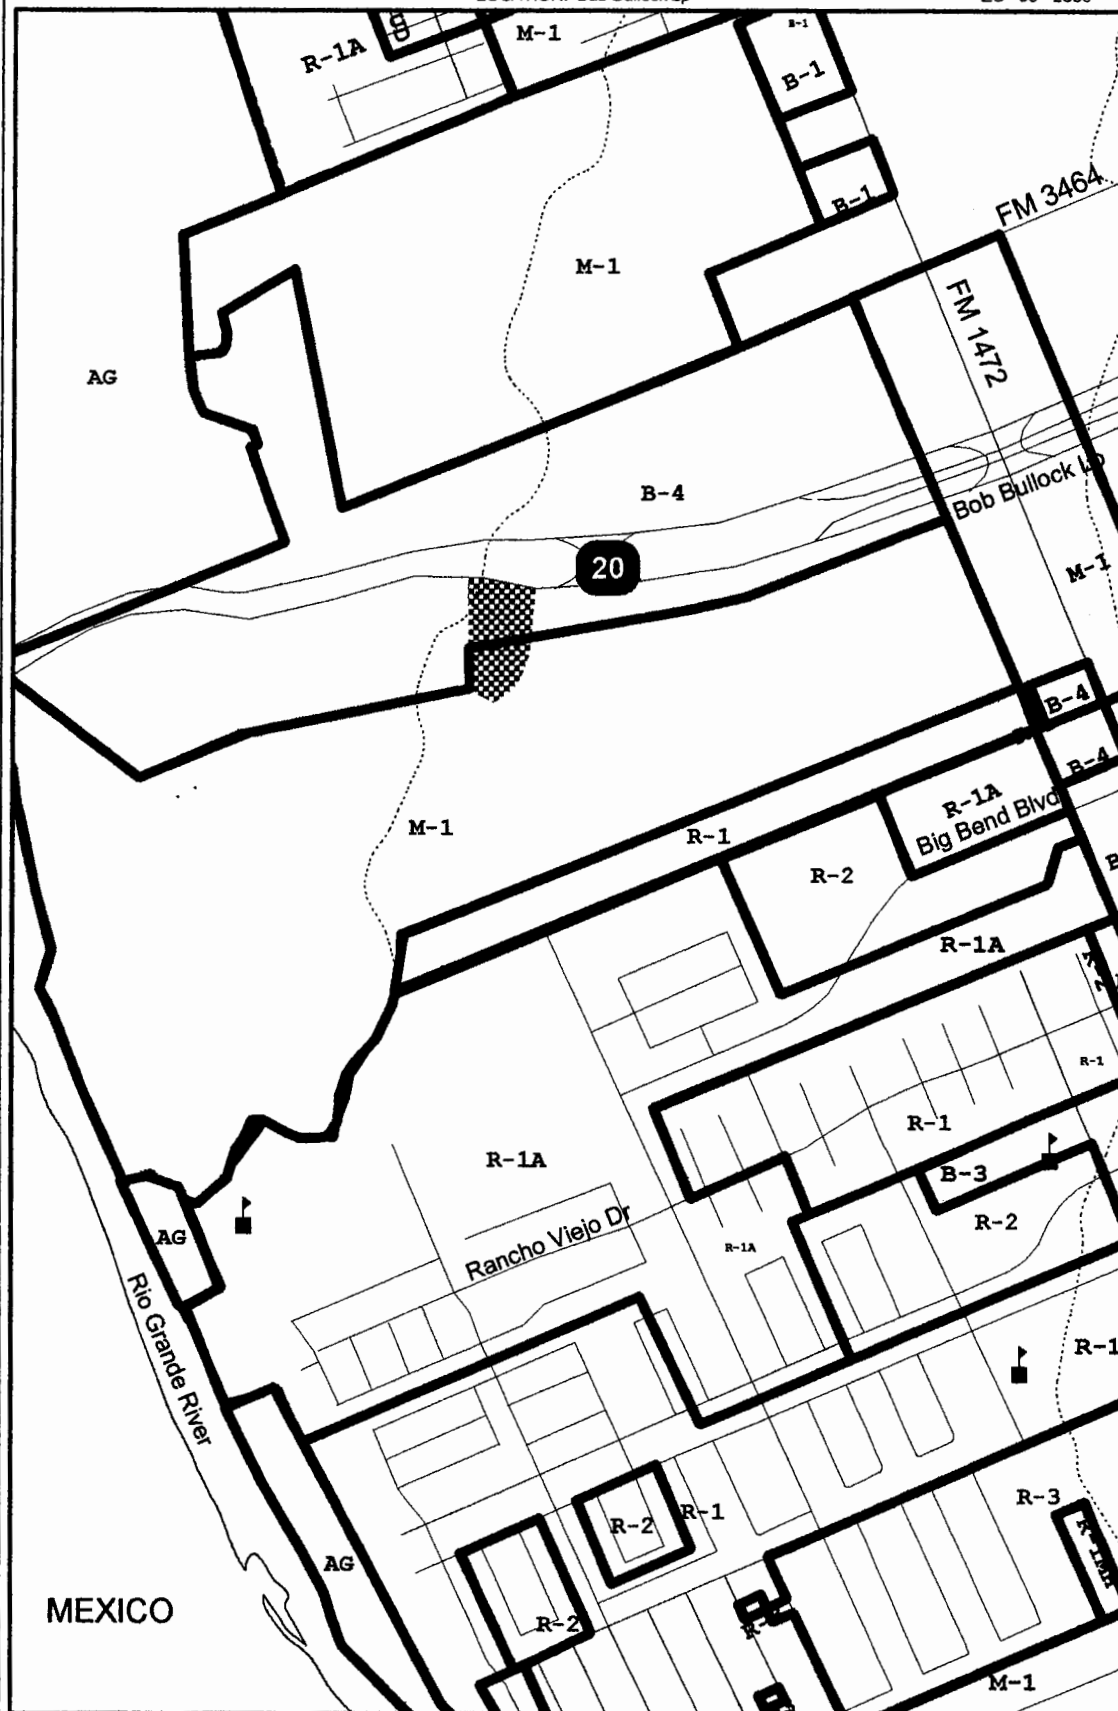 R-1A
M-1
B-1
B-1
B-1
FM 3464
M-1
FM 1472
AG
B-4
Bob Bullock Lp
20
M-1
B-4
B-4
R-1A
Big Bend Blvd
M-1
R-1
R-2
R-1A
R-2
R-1
R-1
R-1A
B-3
R-2
Rancho Viejo Dr
R-1A
AG
Rio Grande River
R-1
R-3
R-1
R-2
AG
MEXICO
R-2
M-1